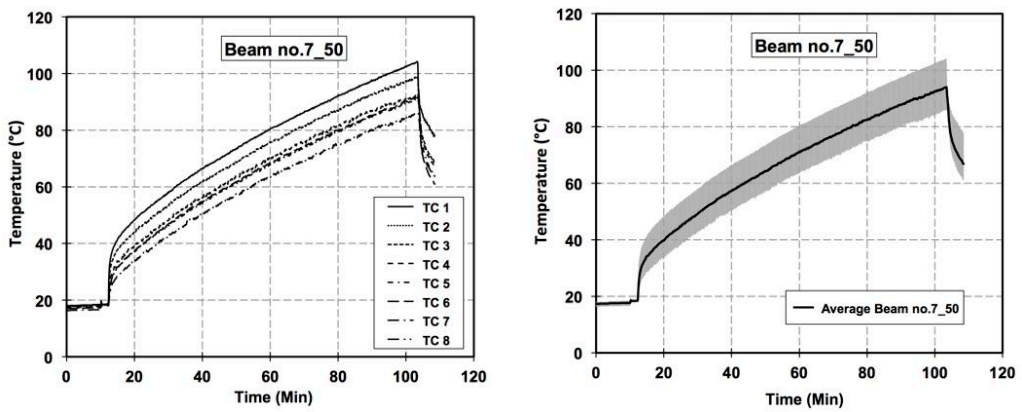 120
100
80
60
40
20
0
Temperature (°C)
Beam no.7_50
TC 1
TC 2
TC 3
TC 4
TC 5
TC 6
TC 7
TC 8
0 20 40 60 80 100 120
Time (Min)
120
100
80
60
40
20
0
Temperature (°C)
Beam no.7_50
Average Beam no.7_50
0 20 40 60 80 100 120
Time (Min)